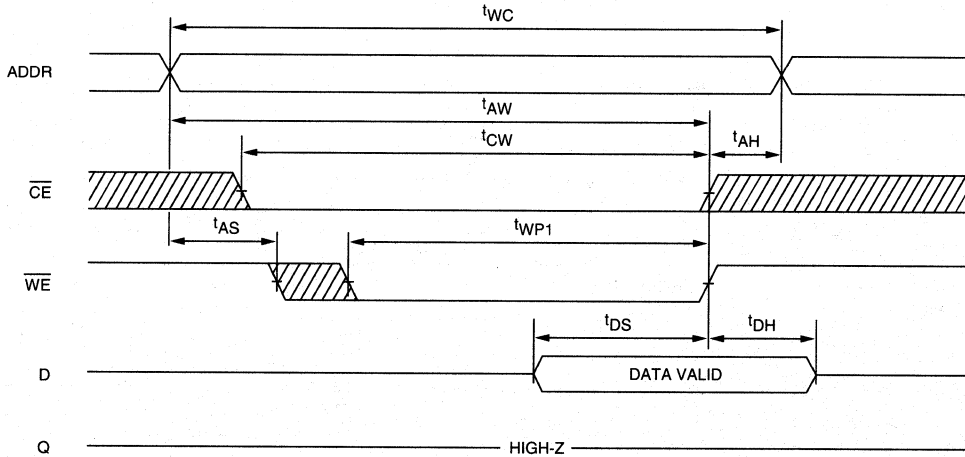 tWC
ADDR
tAW
tCW
tAH
CE
tAS
tWP1
WE
tDS
tDH
D
DATA VALID
Q
HIGH-Z